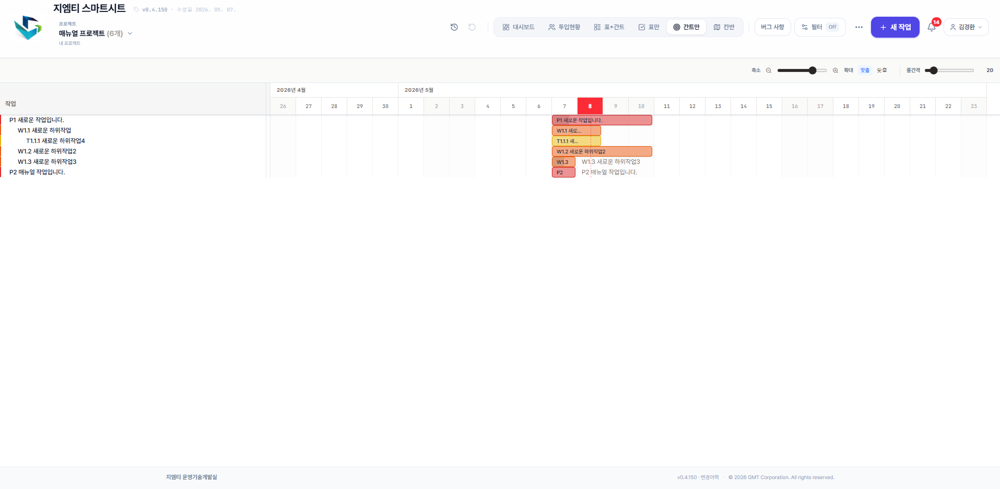 지엠티 스마트시트 v0.4.150 · 수정일 2026. 05. 07.
프로젝트
매뉴얼 프로젝트 (6개)
내 프로젝트
대시보드 투입현황 표+간트 표만 간트만 칸반 버그 사항 필터 Off ••• + 새 작업 14 김경환
축소 확대 맞춤 맞춤 줄간격 20
작업 2026년 4월 2026년 5월
26 27 28 29 30 1 2 3 4 5 6 7 8 9 10 11 12 13 14 15 16 17 18 19 20 21 22 23
P1 새로운 작업입니다. P1 새로운 작업입니다.
W1.1 새로운 하위작업 W1.1 새로...
T1.1.1 새로운 하위작업4 T1.1.1 새...
W1.2 새로운 하위작업2 W1.2 새로운 하위작업2
W1.3 새로운 하위작업3 W1.3 W1.3 새로운 하위작업3
P2 매뉴얼 작업입니다. P2 P2 매뉴얼 작업입니다.
지엠티 운영기술개발실 v0.4.150 · 변경이력 · © 2026 GMT Corporation. All rights reserved.